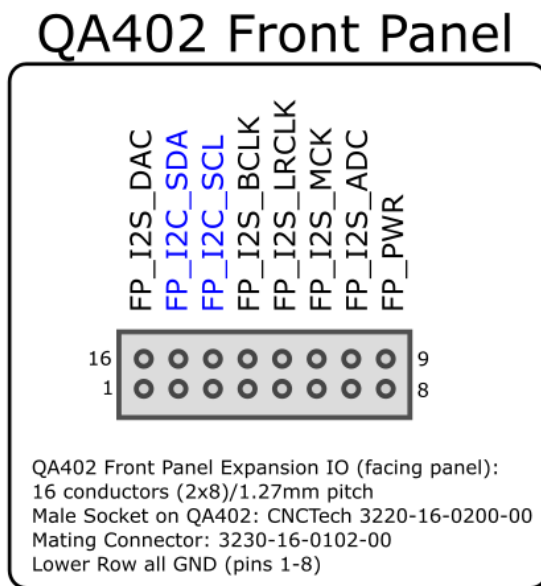 QA402 Front Panel
FP_I2S_DAC
FP_I2C_SDA
FP_I2C_SCL
FP_I2S_BCLK
FP_I2S_LRCLK
FP_I2S_MCK
FP_I2S_ADC
FP_PWR
16
9
1
8
QA402 Front Panel Expansion IO (facing panel):
16 conductors (2x8)/1.27mm pitch
Male Socket on QA402: CNCTech 3220-16-0200-00
Mating Connector: 3230-16-0102-00
Lower Row all GND (pins 1-8)